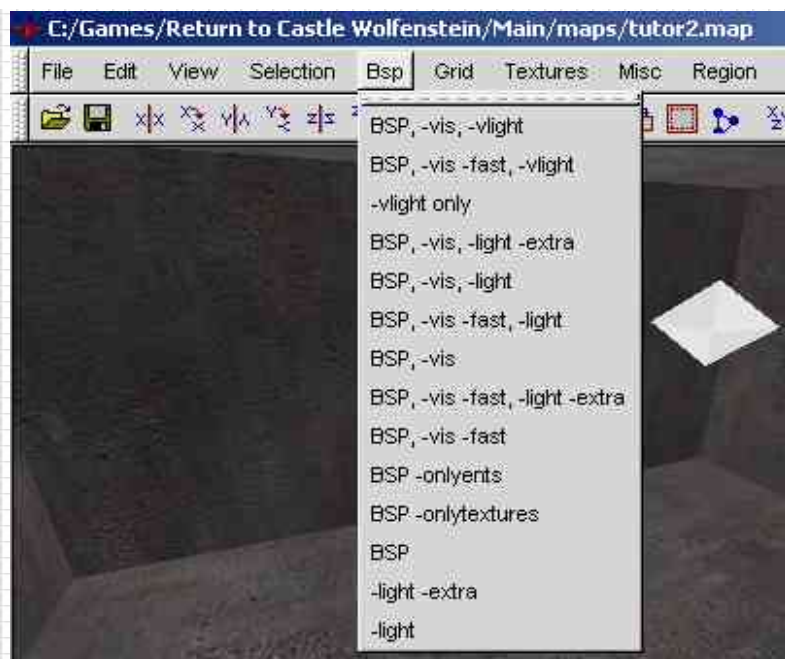 C:/Games/Return to Castle Wolfenstein/Main/maps/tutor2.map
File Edit View Selection Bsp Grid Textures Misc Region
BSP, -vis, -vlight
BSP, -vis -fast, -vlight
-vlight only
BSP, -vis, -light -extra
BSP, -vis, -light
BSP, -vis -fast, -light
BSP, -vis
BSP, -vis -fast, -light -extra
BSP, -vis -fast
BSP -onlyents
BSP -onlytextures
BSP
-light -extra
-light